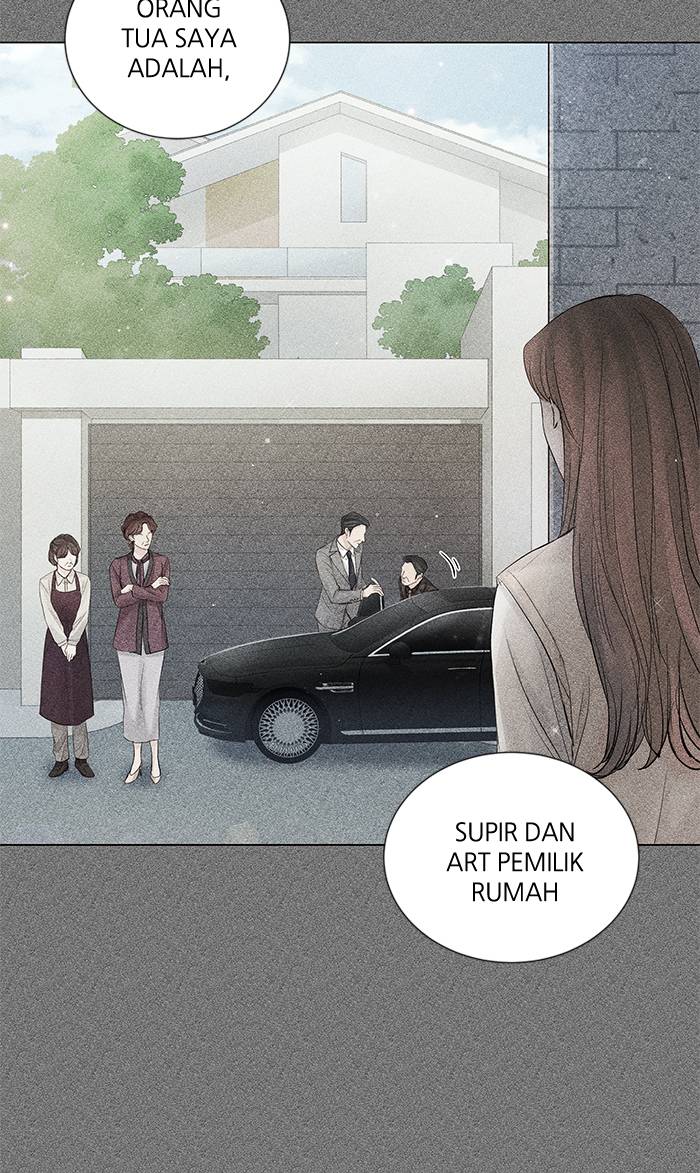 ORANG
TUA SAYA
ADALAH,
SUPIR DAN
ART PEMILIK
RUMAH